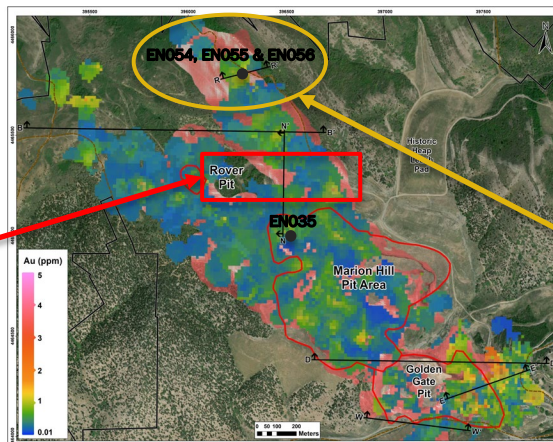 395500 396000 396500 397000 397500
EN054, EN055 & EN056
R R'
B B'
N'
Historic
Heap
Leach
Pad
Rover
Pit
EN035
N
Au (ppm)
5
4
3
2
1
0.01
Marion Hill
Pit Area
D
Golden
Gate
Pit
E'
E
W W'
0 50 100 200
Meters
4464500